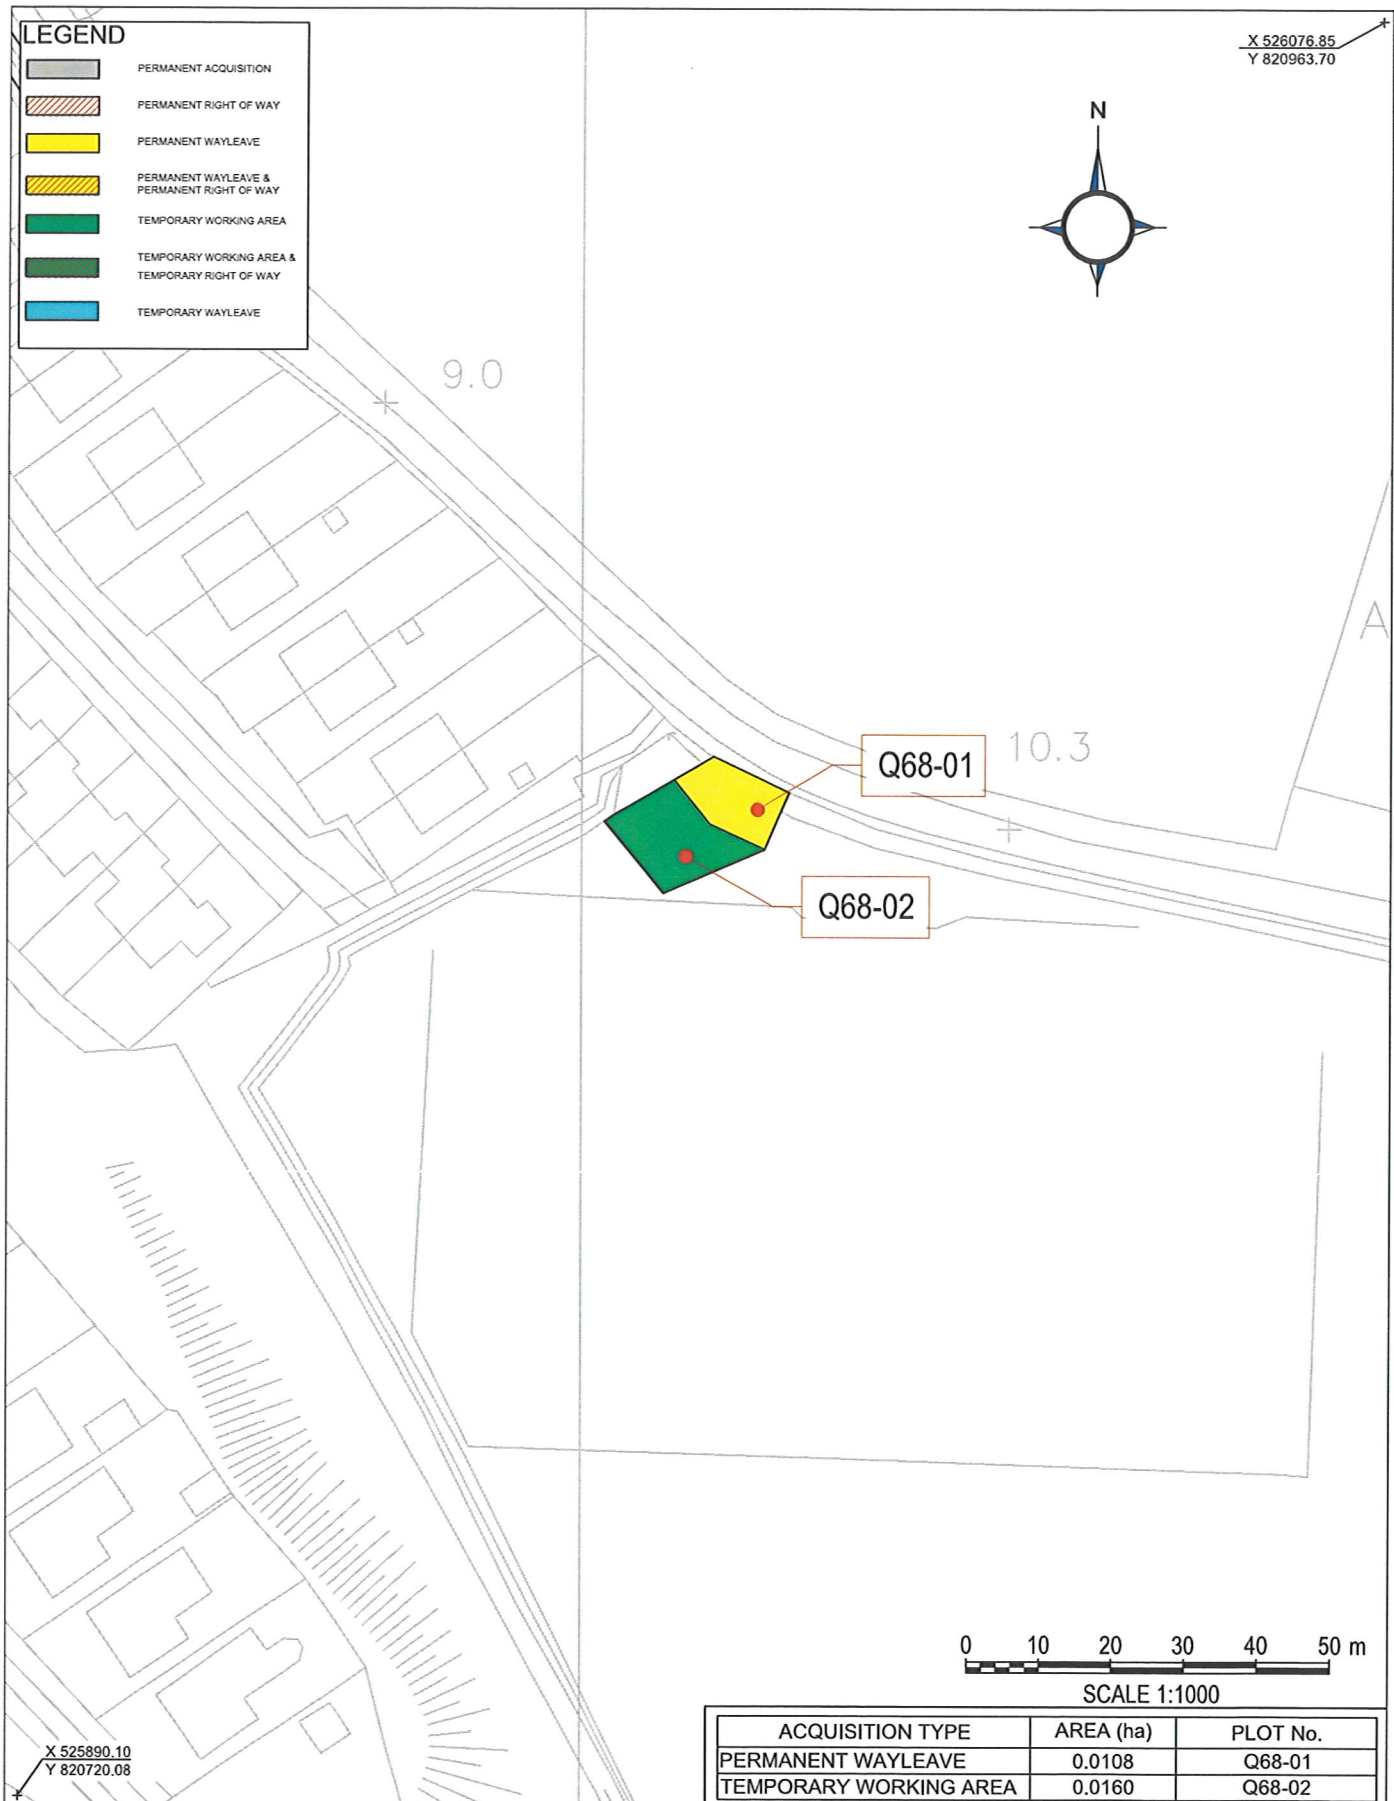 LEGEND
PERMANENT ACQUISITION
PERMANENT RIGHT OF WAY
PERMANENT WAYLEAVE
PERMANENT WAYLEAVE &
PERMANENT RIGHT OF WAY
TEMPORARY WORKING AREA
TEMPORARY WORKING AREA &
TEMPORARY RIGHT OF WAY
TEMPORARY WAYLEAVE
X 526076.85
Y 820963.70
N
9.0
A
Q68-01
10.3
Q68-02
0 10 20 30 40 50 m
SCALE 1:1000
ACQUISITION TYPE AREA (ha) PLOT No.
PERMANENT WAYLEAVE 0.0108 Q68-01
TEMPORARY WORKING AREA 0.0160 Q68-02
X 525890.10
Y 820720.08